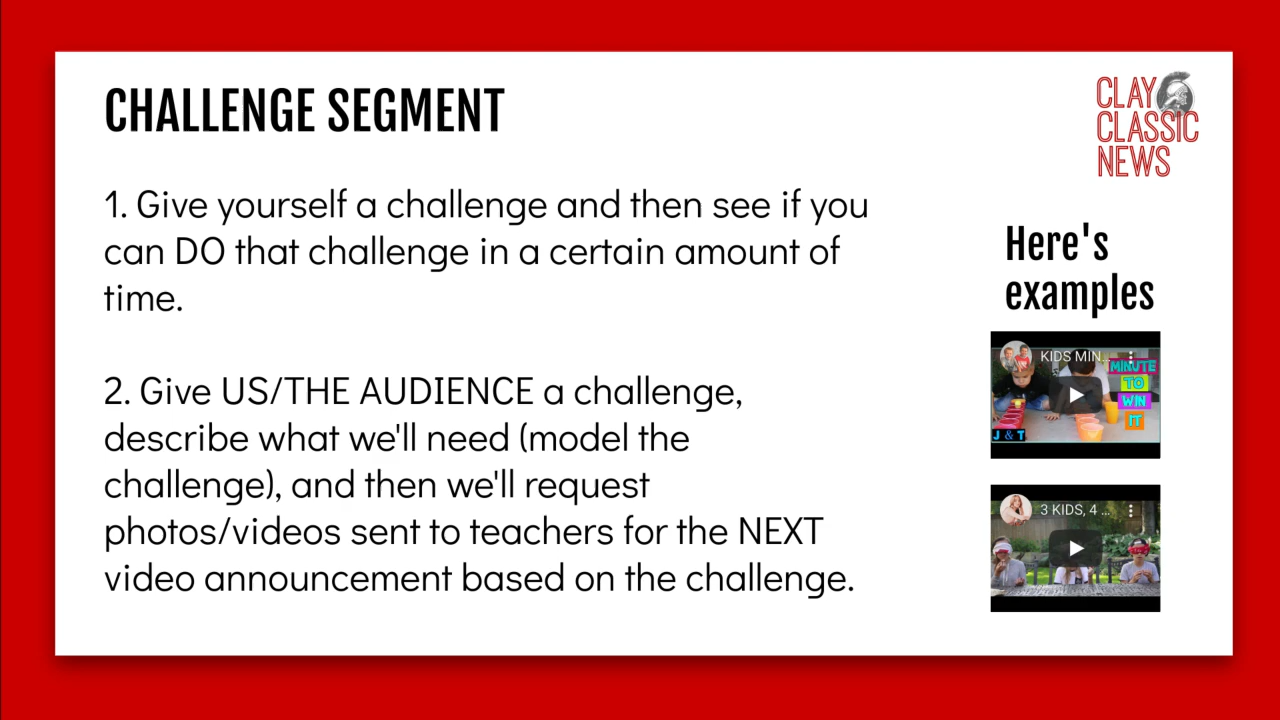 CHALLENGE SEGMENT
CLAY
CLASSIC
NEWS
1. Give yourself a challenge and then see if you
can DO that challenge in a certain amount of
time.
2. Give US/THE AUDIENCE a challenge,
describe what we'll need (model the
challenge), and then we'll request
photos/videos sent to teachers for the NEXT
video announcement based on the challenge.
Here's
examples
KIDS MIN...
MINUTE
TO
WIN
IT
J & T
3 KIDS, 4 ...